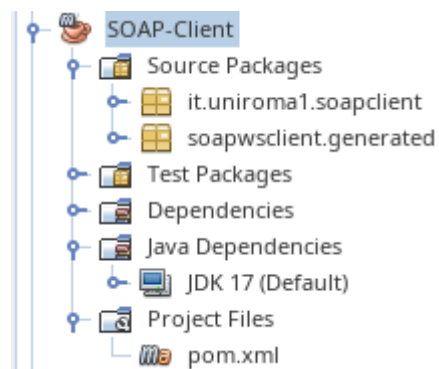 SOAP-Client
Source Packages
it.uniroma1.soapclient
soapwsclient.generated
Test Packages
Dependencies
Java Dependencies
JDK 17 (Default)
Project Files
pom.xml